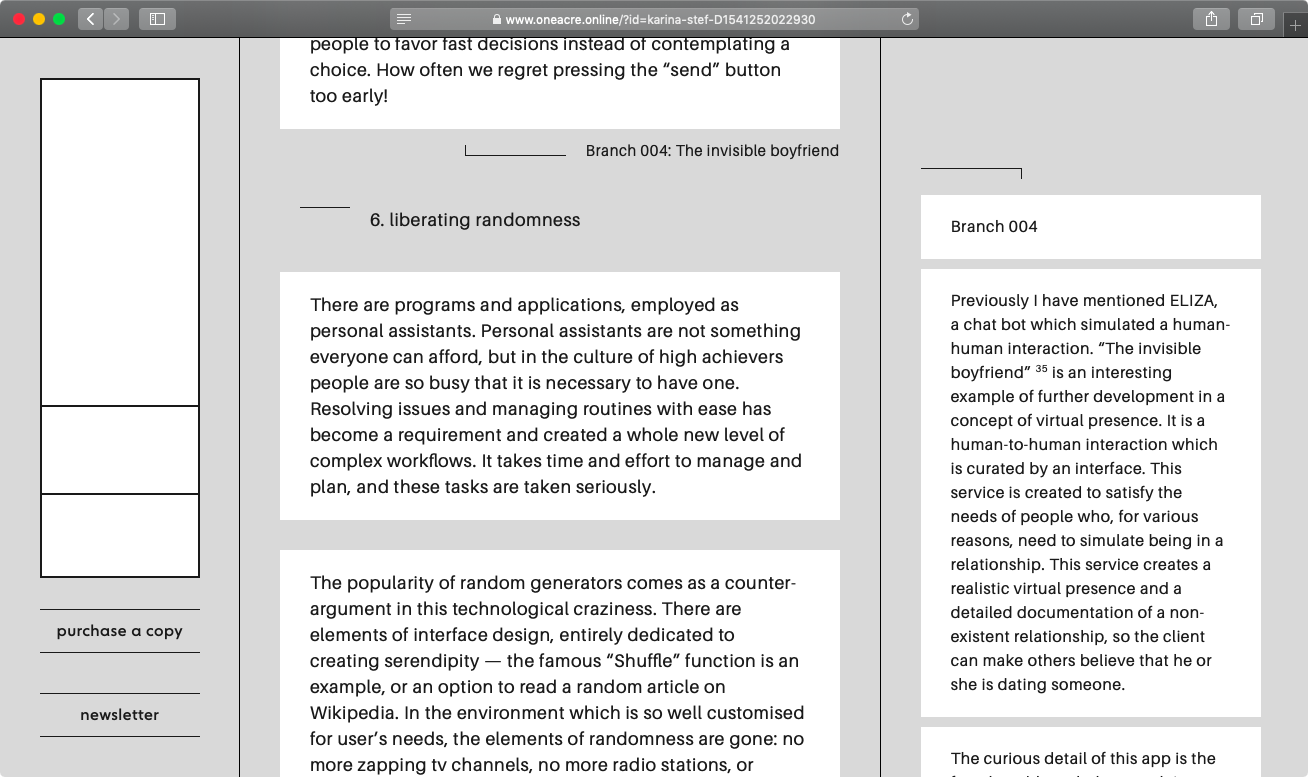 www.oneacre.online/?id=karina-stef-D1541252022930
people to favor fast decisions instead of contemplating a
choice. How often we regret pressing the “send” button
too early!
Branch 004: The invisible boyfriend
6. liberating randomness
There are programs and applications, employed as
personal assistants. Personal assistants are not something
everyone can afford, but in the culture of high achievers
people are so busy that it is necessary to have one.
Resolving issues and managing routines with ease has
become a requirement and created a whole new level of
complex workflows. It takes time and effort to manage and
plan, and these tasks are taken seriously.
The popularity of random generators comes as a counter-
argument in this technological craziness. There are
elements of interface design, entirely dedicated to
creating serendipity — the famous “Shuffle” function is an
example, or an option to read a random article on
Wikipedia. In the environment which is so well customised
for user’s needs, the elements of randomness are gone: no
more zapping tv channels, no more radio stations, or
Branch 004
Previously I have mentioned ELIZA,
a chat bot which simulated a human-
human interaction. “The invisible
boyfriend” ³⁵ is an interesting
example of further development in a
concept of virtual presence. It is a
human-to-human interaction which
is curated by an interface. This
service is created to satisfy the
needs of people who, for various
reasons, need to simulate being in a
relationship. This service creates a
realistic virtual presence and a
detailed documentation of a non-
existent relationship, so the client
can make others believe that he or
she is dating someone.
The curious detail of this app is the
purchase a copy
newsletter